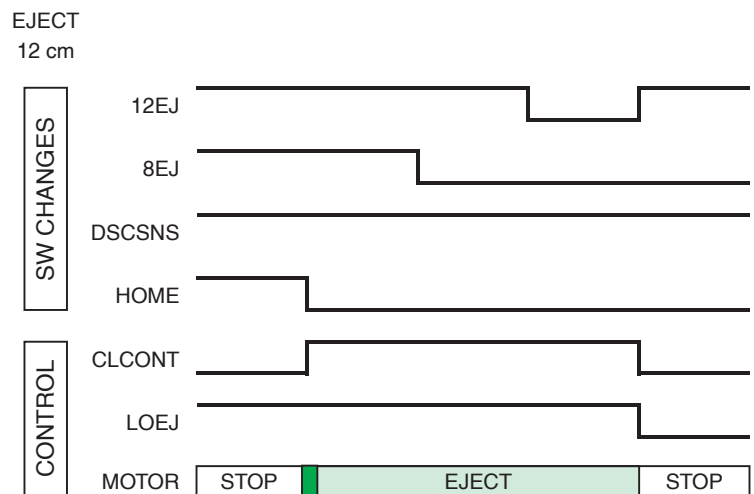 EJECT
12 cm
SW CHANGES
12EJ
8EJ
DSCSNS
HOME
CONTROL
CLCONT
LOEJ
MOTOR STOP EJECT STOP